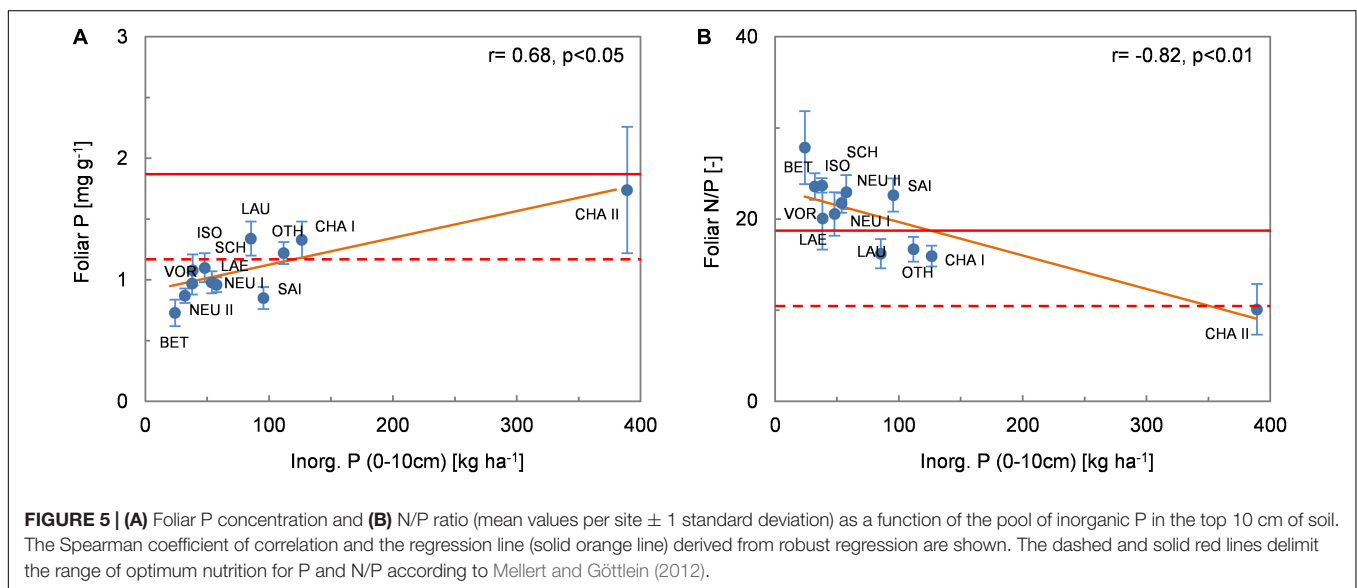 A
3
r= 0.68, p<0.05
2
1
0
Foliar P [mg g-1]
LAU
ISO
OTH
CHA I
SCH
VOR
LAE
NEU I
SAI
NEU II
BET
CHA II
0
100
200
300
400
Inorg. P (0-10cm) [kg ha-1]
B
40
r= -0.82, p<0.01
20
0
Foliar N/P [-]
SCH
BET
ISO
NEU II
SAI
VOR
NEU I
LAE
LAU
CHA I
OTH
CHA II
0
100
200
300
400
Inorg. P (0-10cm) [kg ha-1]
FIGURE 5 | (A) Foliar P concentration and (B) N/P ratio (mean values per site ± 1 standard deviation) as a function of the pool of inorganic P in the top 10 cm of soil.
The Spearman coefficient of correlation and the regression line (solid orange line) derived from robust regression are shown. The dashed and solid red lines delimit
the range of optimum nutrition for P and N/P according to Mellert and Göttlein (2012).